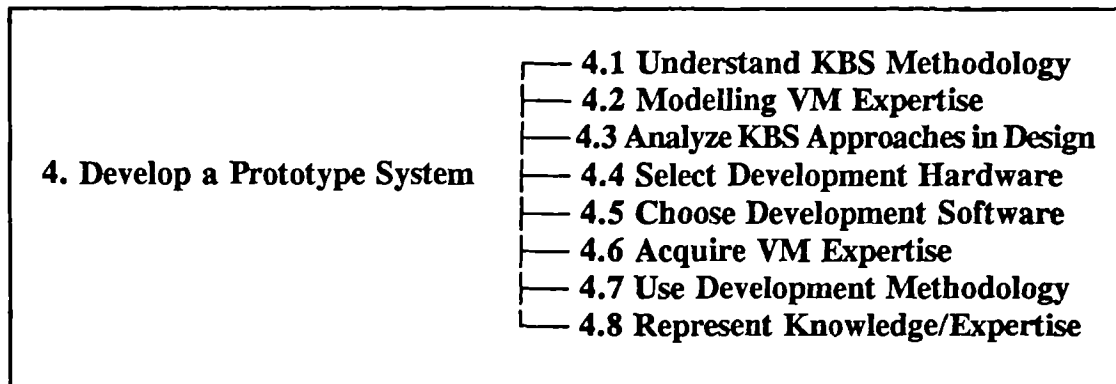 4.1 Understand KBS Methodology
4.2 Modelling VM Expertise
4.3 Analyze KBS Approaches in Design
4. Develop a Prototype System
4.4 Select Development Hardware
4.5 Choose Development Software
4.6 Acquire VM Expertise
4.7 Use Development Methodology
4.8 Represent Knowledge/Expertise